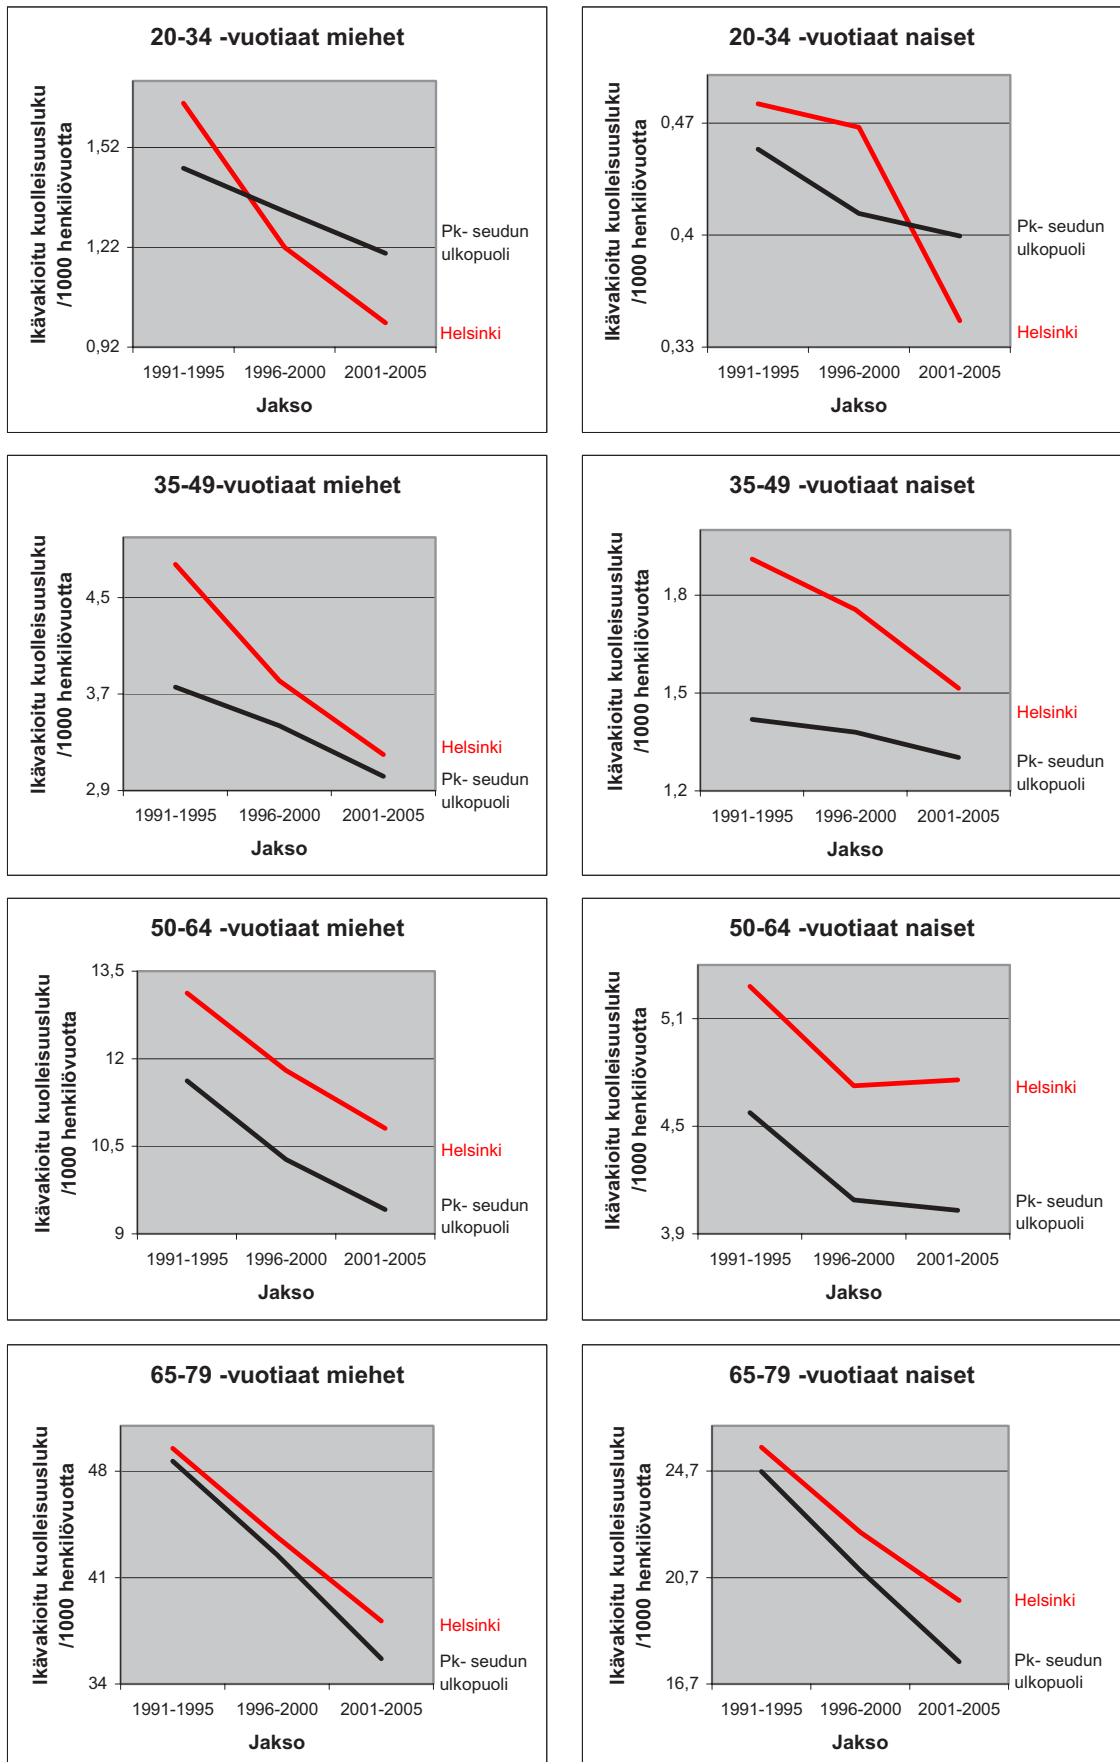 20-34 -vuotiaat miehet
Ikävakioitu kuolleisuusluku
/1000 henkilövuotta
1,52
1,22
0,92
Pk- seudun
ulkopuoli
Helsinki
1991-1995 1996-2000 2001-2005
Jakso
20-34 -vuotiaat naiset
Ikävakioitu kuolleisuusluku
/1000 henkilövuotta
0,47
0,4
0,33
Pk- seudun
ulkopuoli
Helsinki
1991-1995 1996-2000 2001-2005
Jakso
35-49-vuotiaat miehet
Ikävakioitu kuolleisuusluku
/1000 henkilövuotta
4,5
3,7
2,9
Helsinki
Pk- seudun
ulkopuoli
1991-1995 1996-2000 2001-2005
Jakso
35-49 -vuotiaat naiset
Ikävakioitu kuolleisuusluku
/1000 henkilövuotta
1,8
1,5
1,2
Helsinki
Pk- seudun
ulkopuoli
1991-1995 1996-2000 2001-2005
Jakso
50-64 -vuotiaat miehet
Ikävakioitu kuolleisuusluku
/1000 henkilövuotta
13,5
12
10,5
9
Helsinki
Pk- seudun
ulkopuoli
1991-1995 1996-2000 2001-2005
Jakso
50-64 -vuotiaat naiset
Ikävakioitu kuolleisuusluku
/1000 henkilövuotta
5,1
4,5
3,9
Helsinki
Pk- seudun
ulkopuoli
1991-1995 1996-2000 2001-2005
Jakso
65-79 -vuotiaat miehet
Ikävakioitu kuolleisuusluku
/1000 henkilövuotta
48
41
34
Helsinki
Pk- seudun
ulkopuoli
1991-1995 1996-2000 2001-2005
Jakso
65-79 -vuotiaat naiset
Ikävakioitu kuolleisuusluku
/1000 henkilövuotta
24,7
20,7
16,7
Helsinki
Pk- seudun
ulkopuoli
1991-1995 1996-2000 2001-2005
Jakso